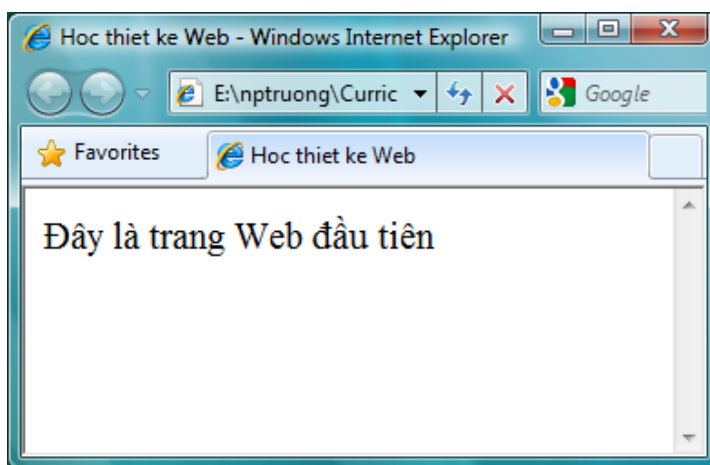 Hoc thiet ke Web - Windows Internet Explorer
E:\nptruong\Curric
Google
Favorites
Hoc thiet ke Web
Đây là trang Web đầu tiên